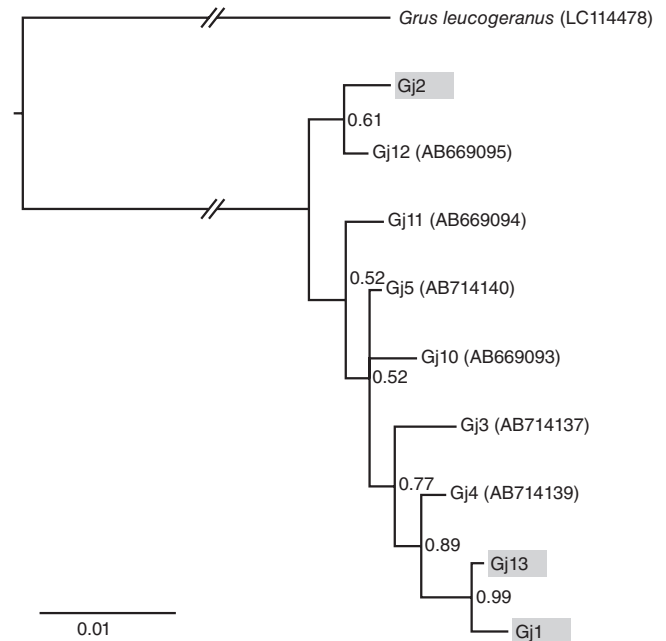 Grus leucogeranus (LC114478)
Gj2
0.61
Gj12 (AB669095)
Gj11 (AB669094)
0.52
Gj5 (AB714140)
Gj10 (AB669093)
0.52
Gj3 (AB714137)
0.77
Gj4 (AB714139)
0.89
Gj13
0.99
Gj1
0.01